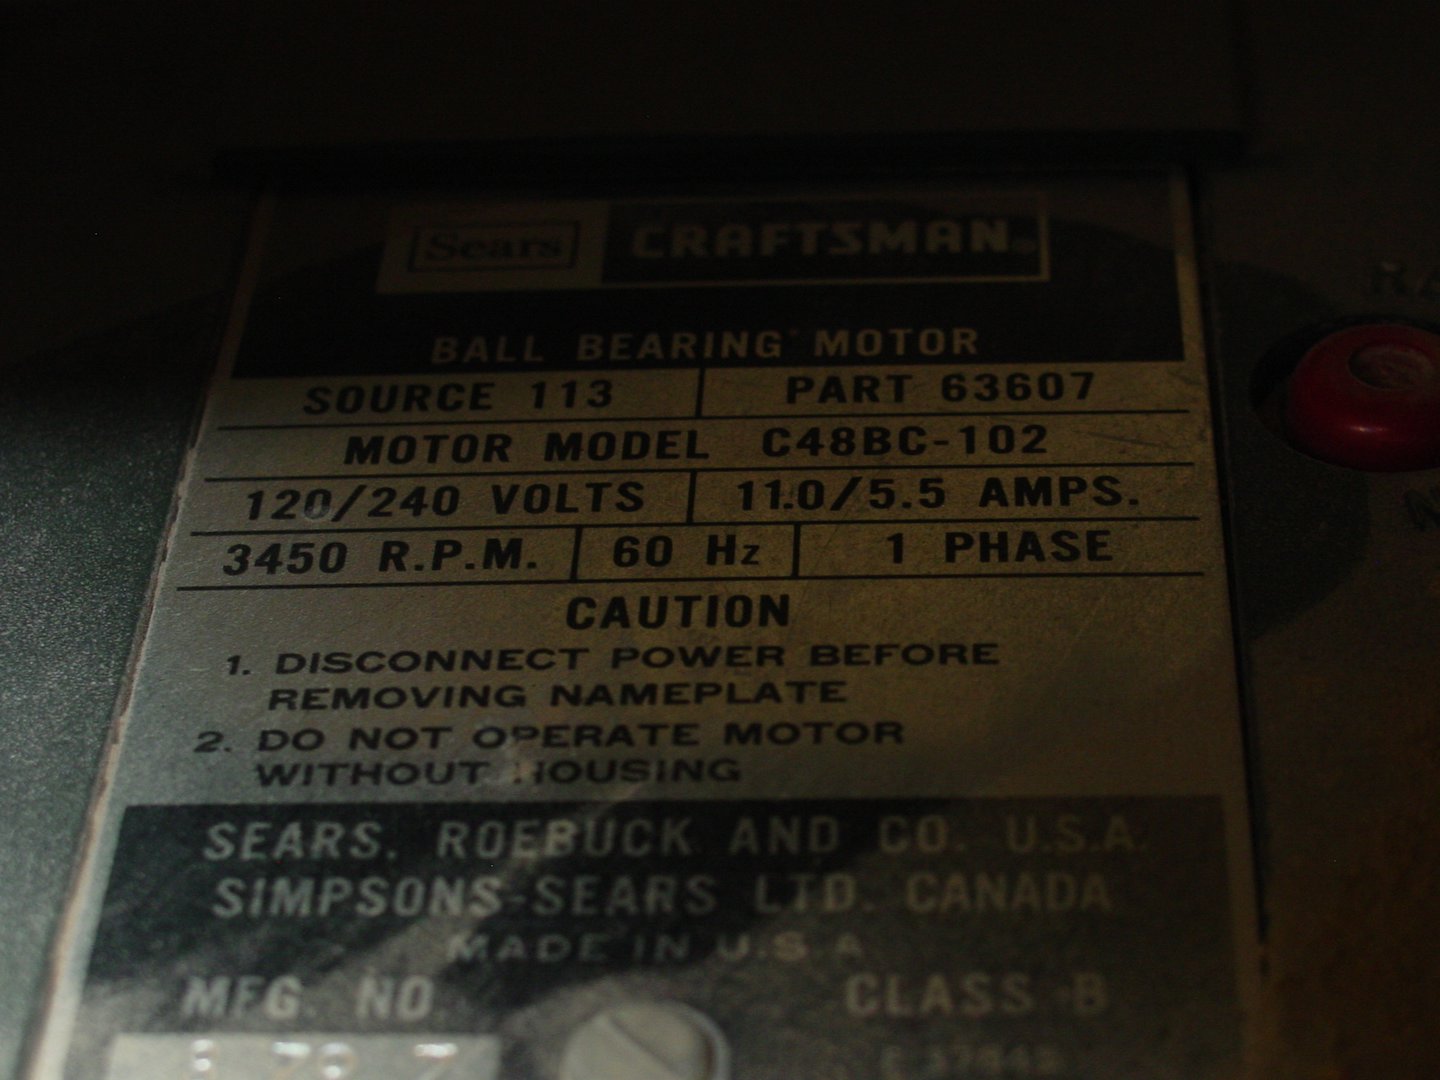 Sears CRAFTSMAN
BALL BEARING MOTOR
SOURCE 113 PART 63607
MOTOR MODEL C48BC-102
120/240 VOLTS 11.0/5.5 AMPS.
3450 R.P.M. 60 Hz 1 PHASE
CAUTION
1. DISCONNECT POWER BEFORE
REMOVING NAMEPLATE
2. DO NOT OPERATE MOTOR
WITHOUT HOUSING
SEARS, ROEBUCK AND CO. U.S.A.
SIMPSONS-SEARS LTD. CANADA
MADE IN U.S.A
MFG. NO. CLASS B